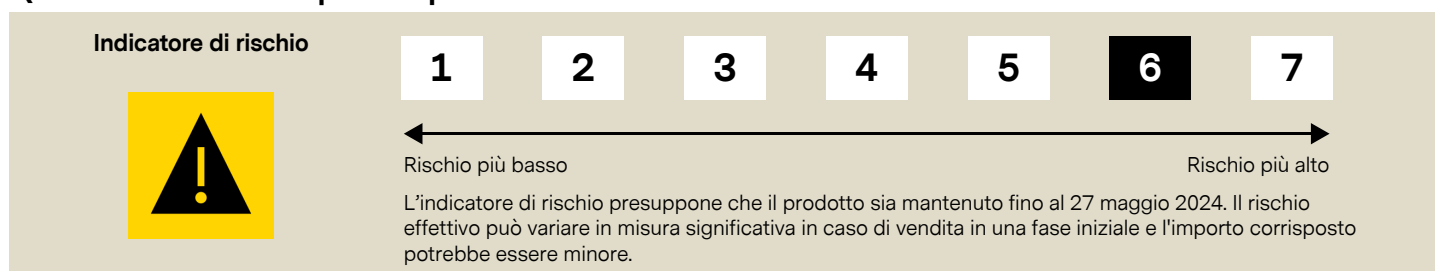 Indicatore di rischio
1 2 3 4 5 6 7
Rischio più basso Rischio più alto
L'indicatore di rischio presuppone che il prodotto sia mantenuto fino al 27 maggio 2024. Il rischio
effettivo può variare in misura significativa in caso di vendita in una fase iniziale e l'importo corrisposto
potrebbe essere minore.